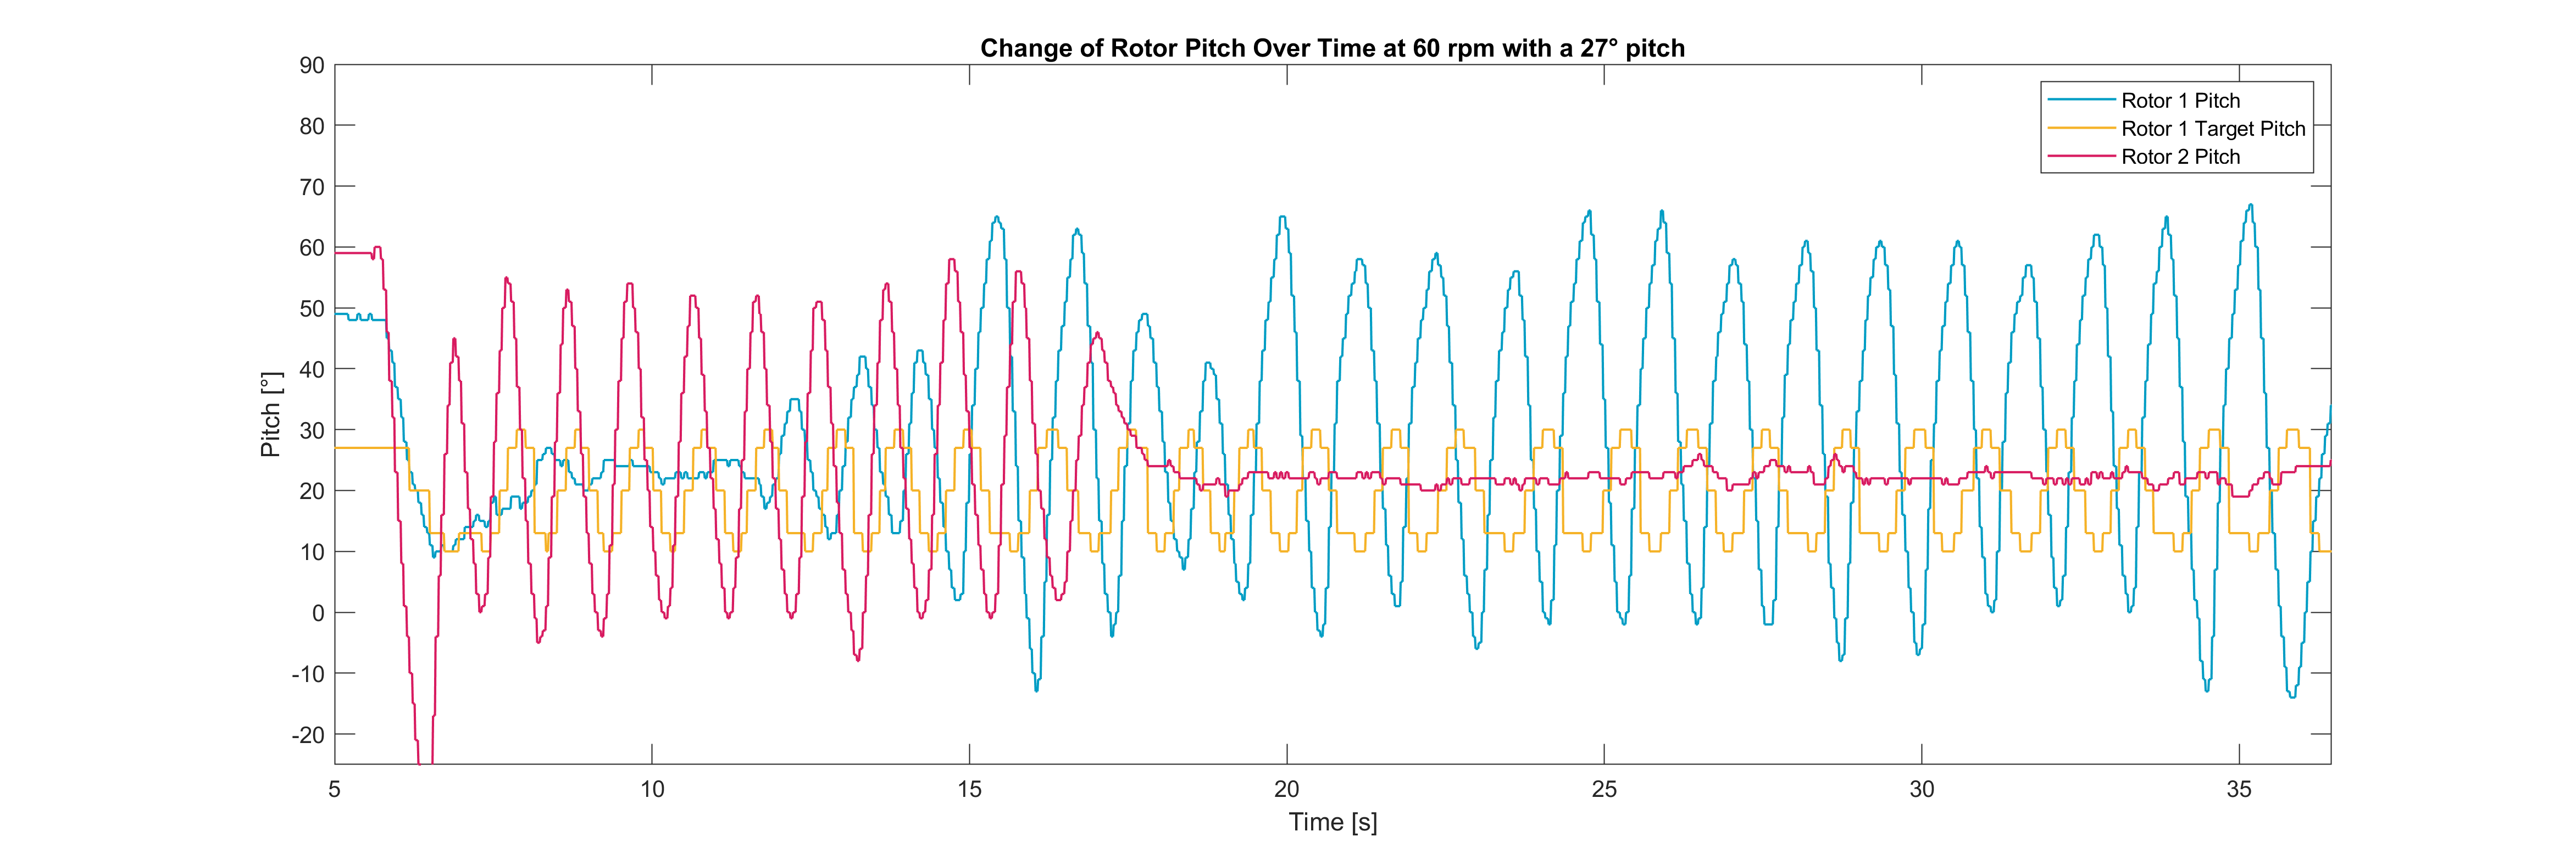 Change of Rotor Pitch Over Time at 60 rpm with a 27° pitch
90
80
70
60
50
40
30
20
10
0
-10
-20
Pitch [°]
Rotor 1 Pitch
Rotor 1 Target Pitch
Rotor 2 Pitch
5 10 15 20 25 30 35
Time [s]